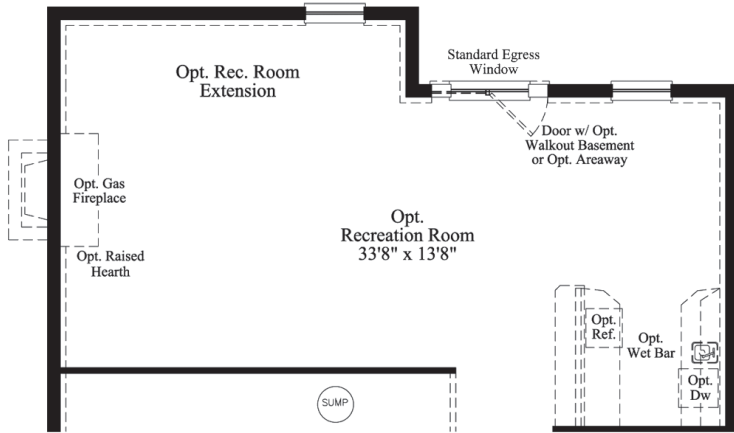 Opt. Rec. Room
Extension
Standard Egress
Window
Door w/ Opt.
Walkout Basement
or Opt. Areaway
Opt. Gas
Fireplace
Opt.
Recreation Room
33'8" x 13'8"
Opt. Raised
Hearth
Opt.
Ref.
Opt.
Wet Bar
Opt.
Dw
SUMP